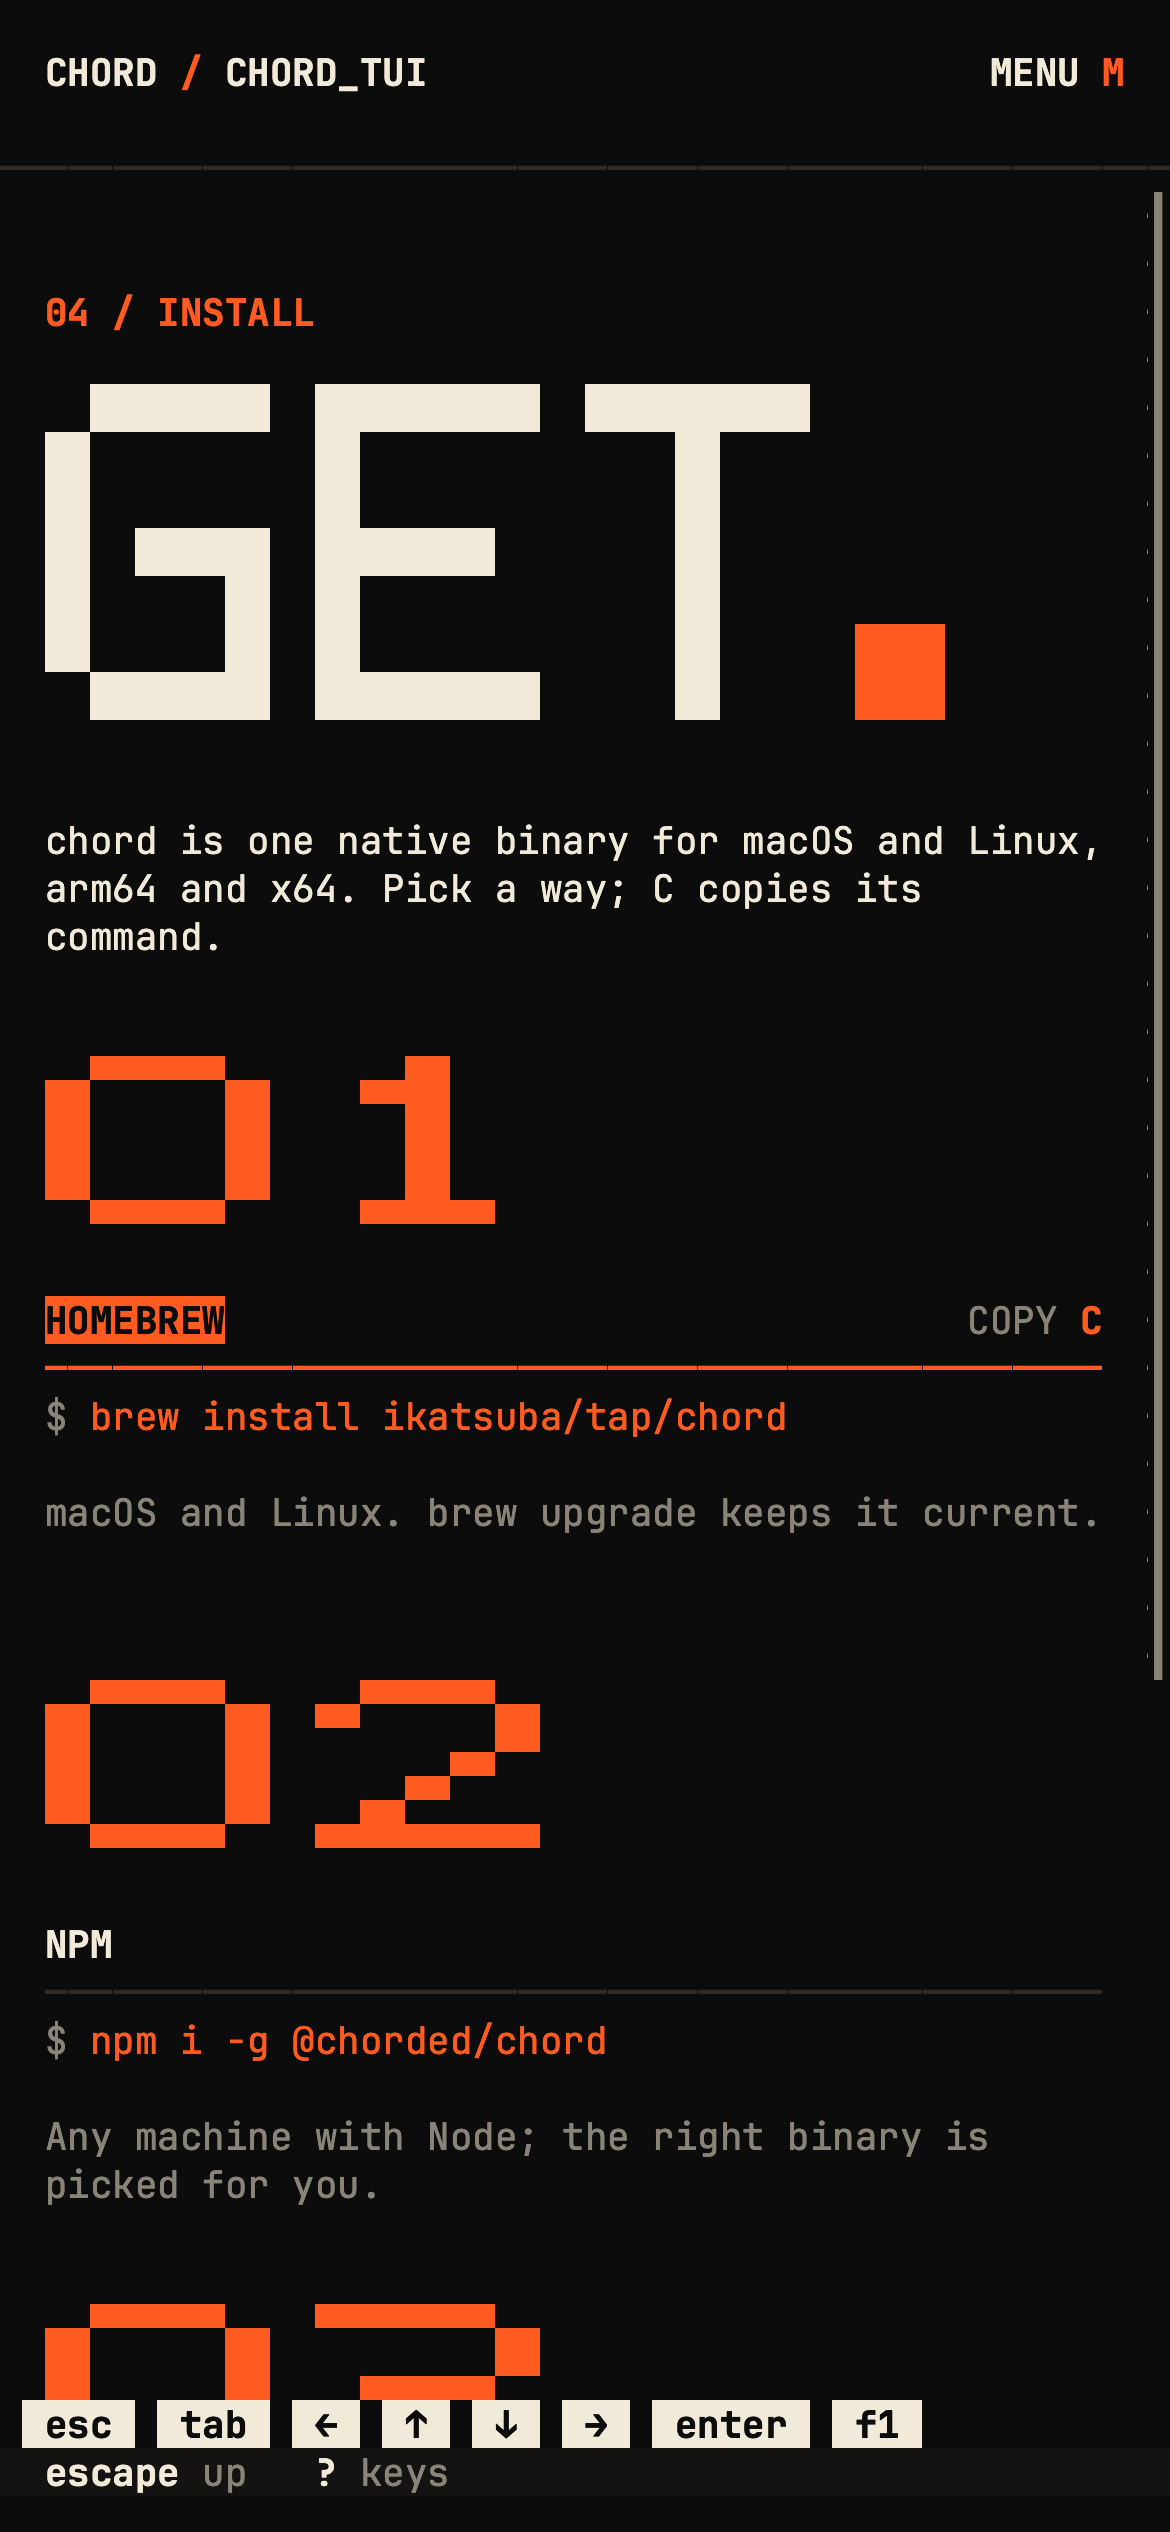 CHORD / CHORD_TUI MENU M
04 / INSTALL
GET.
chord is one native binary for macOS and Linux,
arm64 and x64. Pick a way; C copies its
command.
01
HOMEBREW COPY C
$ brew install ikatsuba/tap/chord
macOS and Linux. brew upgrade keeps it current.
02
NPM
$ npm i -g @chorded/chord
Any machine with Node; the right binary is
picked for you.
esc tab ← ↑ ↓ → enter f1
escape up ? keys